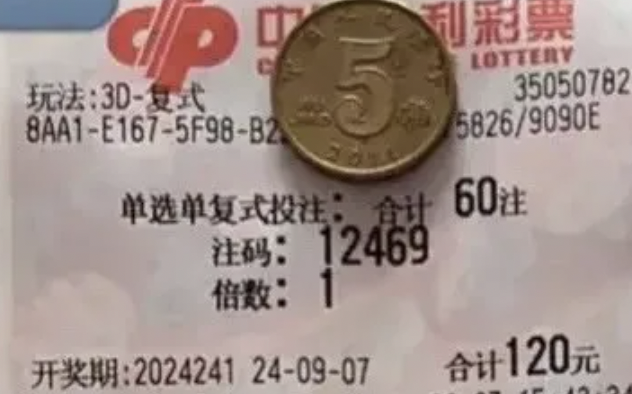 中 利彩票
LOTTERY
玩法:3D-复式
35050782
8AA1-E167-5F98-B2 5826/9090E
5
单选单复式投注: 合计 60注
注码: 12469
倍数: 1
开奖期:2024241 24-09-07 合计120元